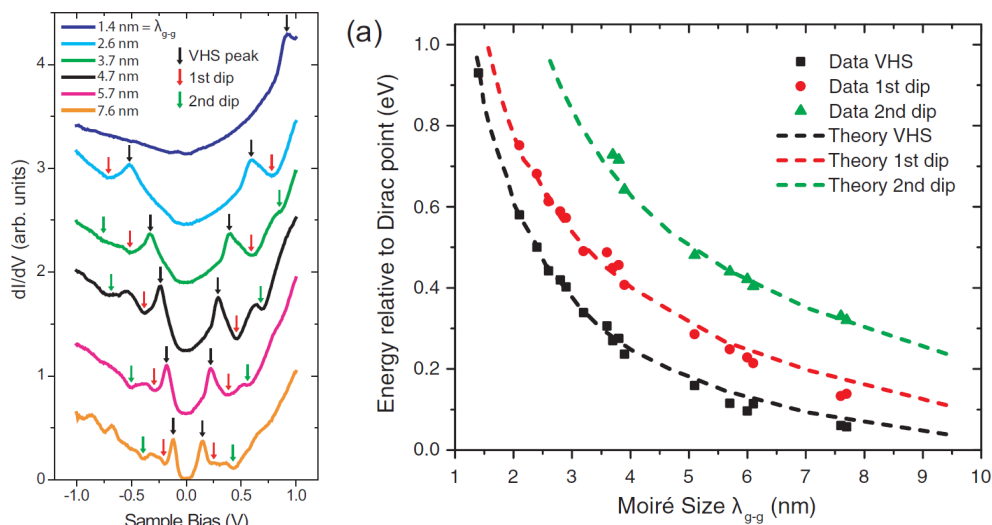 1.4 nm = λg-g
2.6 nm
3.7 nm
4.7 nm
5.7 nm
7.6 nm
VHS peak
1st dip
2nd dip
dI/dV (arb. units)
4
3
2
1
0
-1.0 -0.5 0.0 0.5 1.0
Sample Bias (V)
(a)
Data VHS
Data 1st dip
Data 2nd dip
Theory VHS
Theory 1st dip
Theory 2nd dip
Energy relative to Dirac point (eV)
1.0
0.8
0.6
0.4
0.2
0.0
1 2 3 4 5 6 7 8 9 10
Moiré Size λg-g (nm)